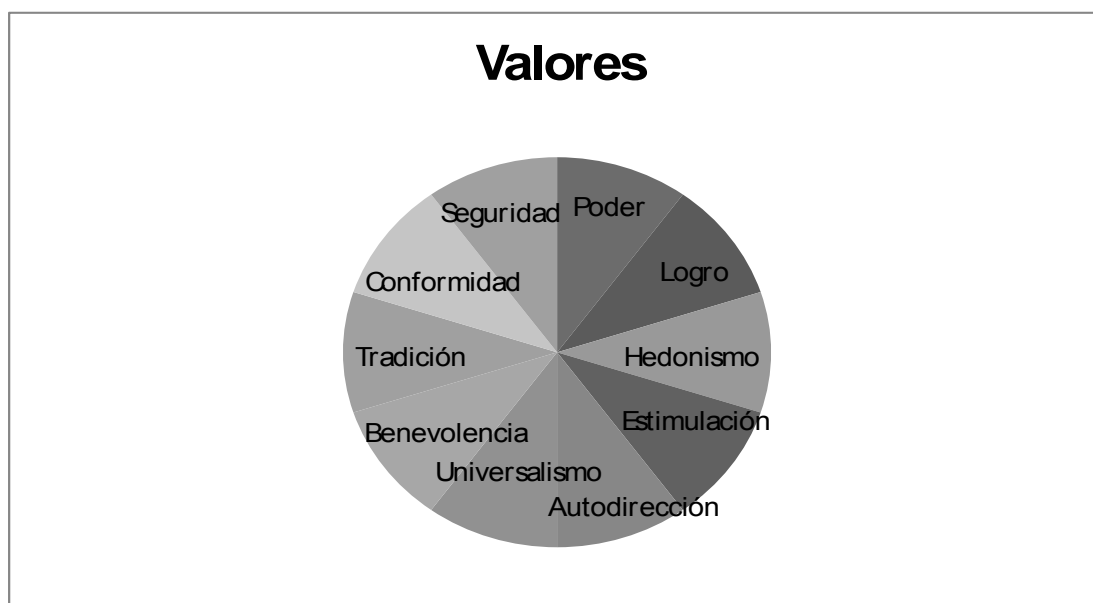 Valores
Seguridad
Poder
Logro
Conformidad
Hedonismo
Tradición
Estimulación
Benevolencia
Universalismo
Autodirección